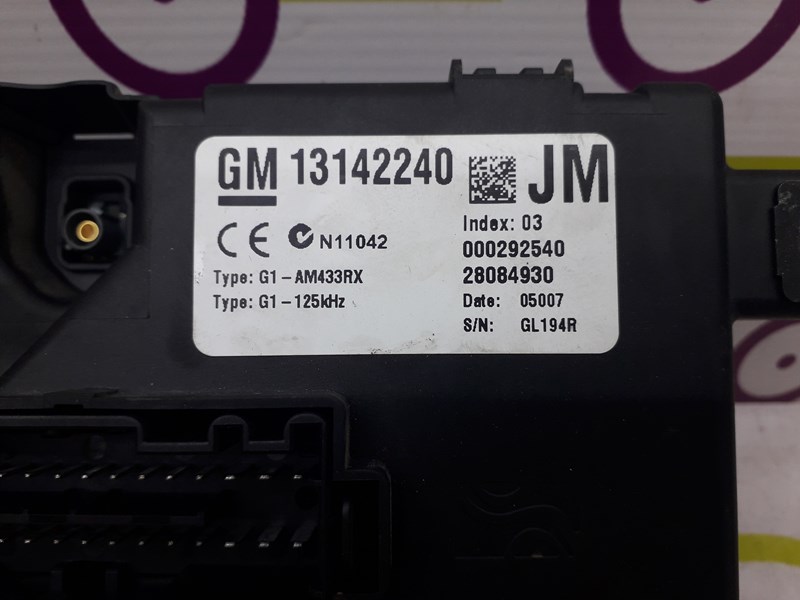 GM 13142240 JM
Index: 03
CE N11042
000292540
Type: G1-AM433RX
28084930
Type: G1-125kHz
Date: 05007
S/N: GL194R